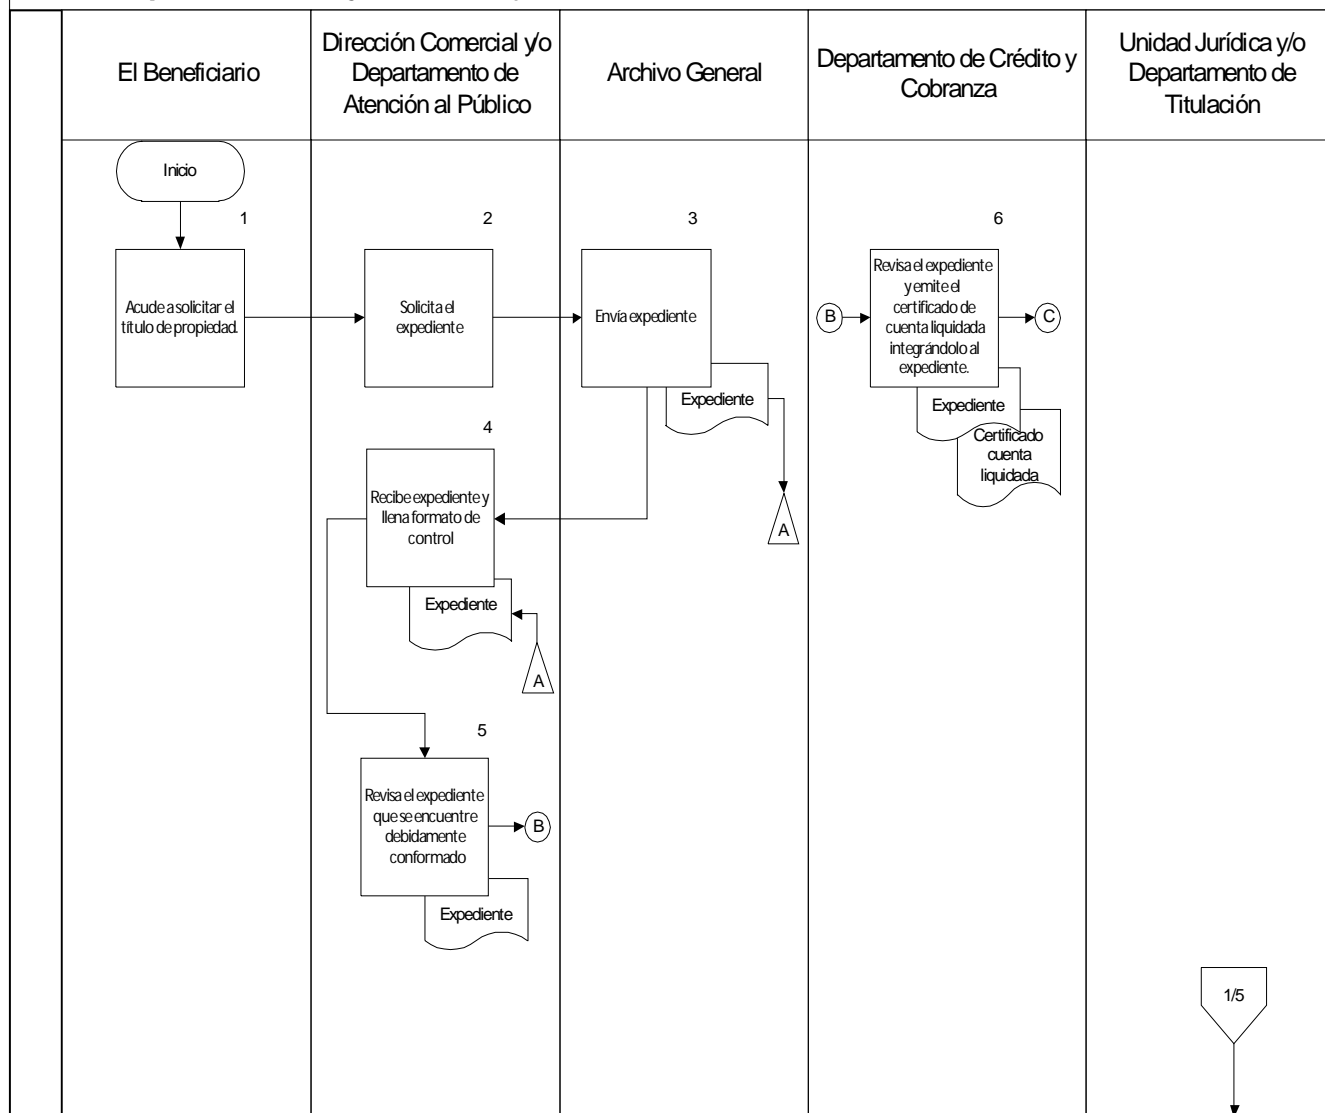 El Beneficiario
Dirección Comercial y/o
Departamento de
Atención al Público
Archivo General
Departamento de Crédito y
Cobranza
Unidad Jurídica y/o
Departamento de
Titulación
Inicio
1
Acude a solicitar el
título de propiedad.
2
Solicita el
expediente
3
Envía expediente
Expediente
A
4
Recibe expediente y
llena formato de
control
Expediente
A
5
Revisa el expediente
que se encuentre
debidamente
conformado
B
Expediente
6
B
Revisa el expediente
y emite el
certificado de
cuenta liquidada
integrándolo al
expediente.
C
Expediente
Certificado
cuenta
liquidada
1/5